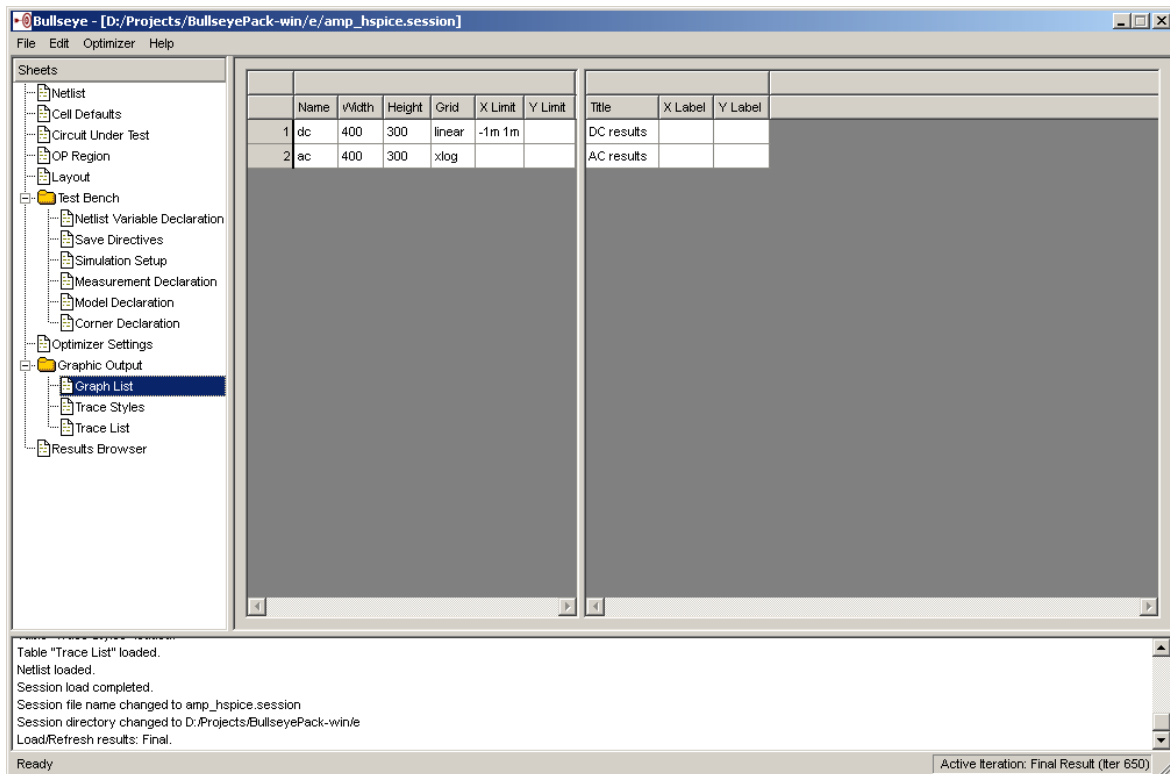 Bullseye - [D:/Projects/BullseyePack-win/e/amp_hspice.session]
File Edit Optimizer Help
Sheets
Netlist
Cell Defaults
Circuit Under Test
OP Region
Layout
Test Bench
Netlist Variable Declaration
Save Directives
Simulation Setup
Measurement Declaration
Model Declaration
Corner Declaration
Optimizer Settings
Graphic Output
Graph List
Trace Styles
Trace List
Results Browser
Name Width Height Grid X Limit Y Limit Title X Label Y Label
1 dc 400 300 linear -1m 1m DC results
2 ac 400 300 xlog AC results
Table "Trace List" loaded.
Netlist loaded.
Session load completed.
Session file name changed to amp_hspice.session
Session directory changed to D:/Projects/BullseyePack-win/e
Load/Refresh results: Final.
Ready Active Iteration: Final Result (Iter 650)